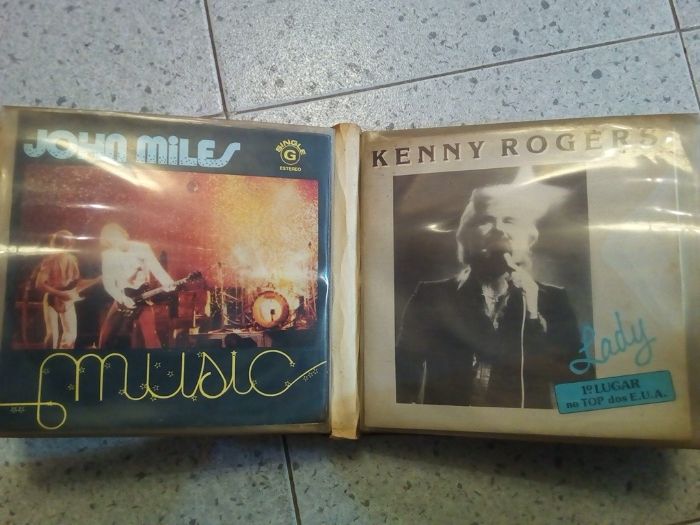 JOHN MILES
SINGLE
G
ESTEREO
music
KENNY ROGERS
Lady
1º LUGAR
no TOP dos E.U.A.